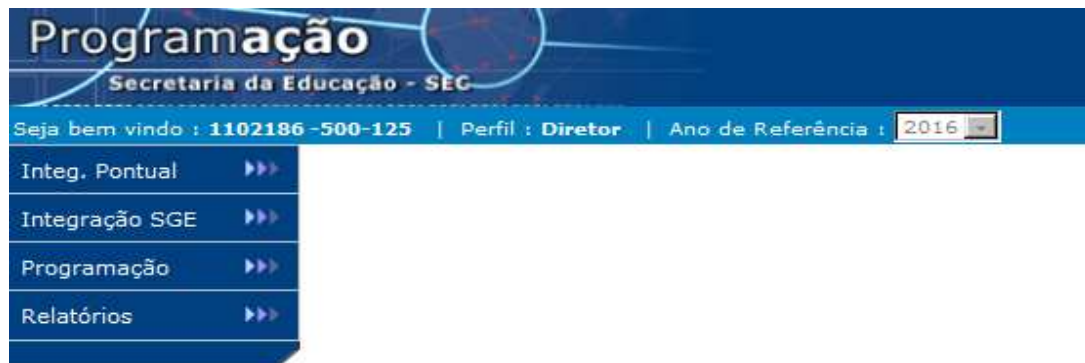 Programação
Secretaria da Educação - SEC
Seja bem vindo : 1102186 -500-125 | Perfil : Diretor | Ano de Referência : 2016
Integ. Pontual
Integração SGE
Programação
Relatórios